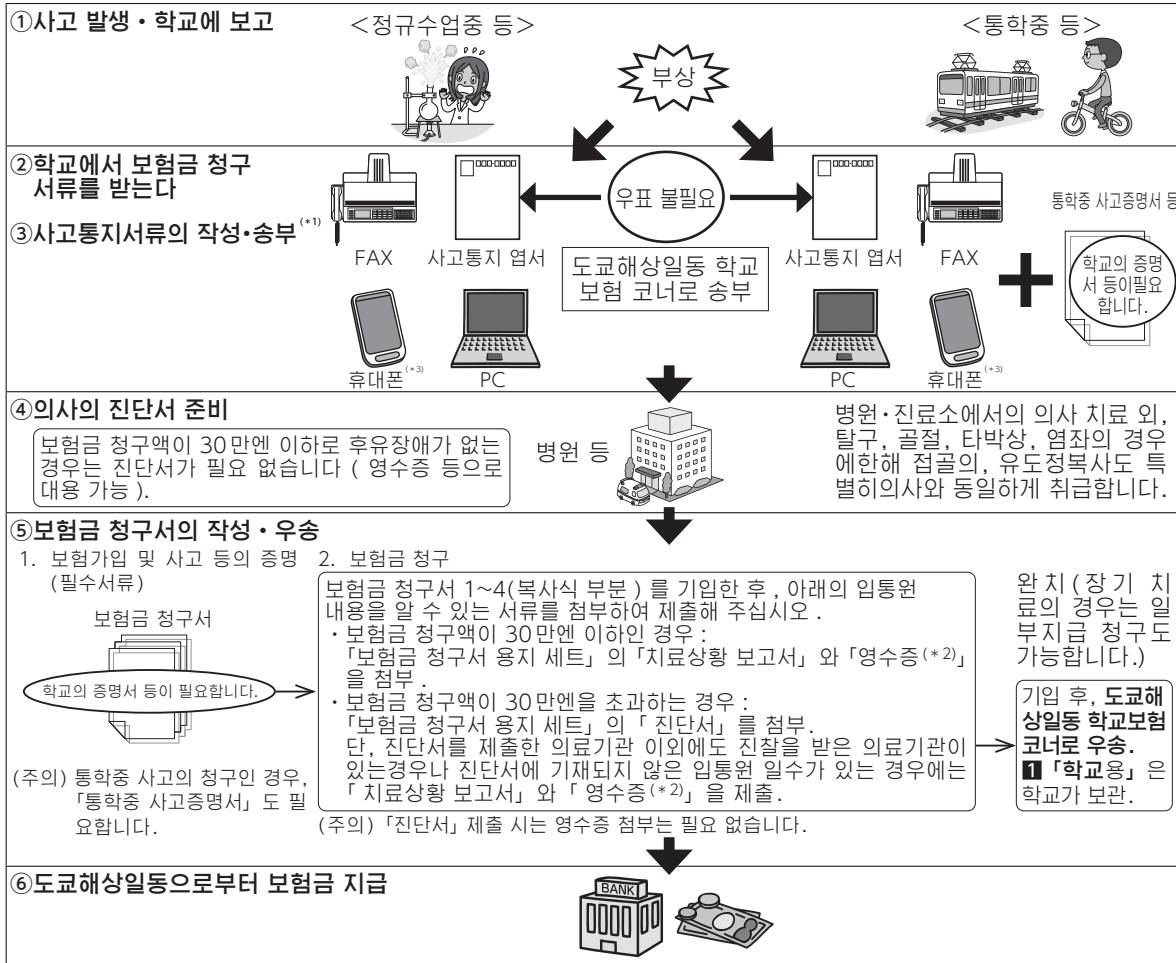 ①사고 발생・학교에 보고
<정규수업중 등>
부상
<통학중 등>
②학교에서 보험금 청구
서류를 받는다
③사고통지서류의 작성・송부(*1)
FAX
사고통지 엽서
우표 불필요
도쿄해상일동 학교
보험 코너로 송부
사고통지 엽서
FAX
통학중 사고증명서 등
학교의 증명
서 등이필요
합니다.
휴대폰(*3)
PC
PC
휴대폰(*3)
④의사의 진단서 준비
보험금 청구액이 30만엔 이하로 후유장애가 없는
경우는 진단서가 필요 없습니다 ( 영수증 등으로
대용 가능 ).
병원 등
병원・진료소에서의 의사 치료 외,
탈구, 골절, 타박상, 염좌의 경우
에한해 접골의, 유도정복사도 특
별히의사와 동일하게 취급합니다.
⑤보험금 청구서의 작성・우송
1. 보험가입 및 사고 등의 증명
(필수서류)
보험금 청구서
학교의 증명서 등이 필요합니다.
(주의) 통학중 사고의 청구인 경우,
「통학중 사고증명서」도 필
요합니다.
2. 보험금 청구
보험금 청구서 1~4(복사식 부분 ) 를 기입한 후 , 아래의 입통원
내용을 알 수 있는 서류를 첨부하여 제출해 주십시오 .
・보험금 청구액이 30만엔 이하인 경우 :
「보험금 청구서 용지 세트」의 「치료상황 보고서」와 「영수증(*2)」
을 첨부 .
・보험금 청구액이 30만엔을 초과하는 경우 :
「보험금 청구서 용지 세트」의 「 진단서」를 첨부.
단, 진단서를 제출한 의료기관 이외에도 진찰을 받은 의료기관이
있는경우나 진단서에 기재되지 않은 입통원 일수가 있는 경우에는
「 치료상황 보고서」와 「 영수증(*2)」을 제출.
(주의) 「진단서」 제출 시는 영수증 첨부는 필요 없습니다.
완치(장기 치
료의 경우는 일
부지급 청구도
가능합니다.)
기입 후, 도쿄해
상일동 학교보험
코너로 우송.
1「학교용」은
학교가 보관.
⑥도쿄해상일동으로부터 보험금 지급
BANK